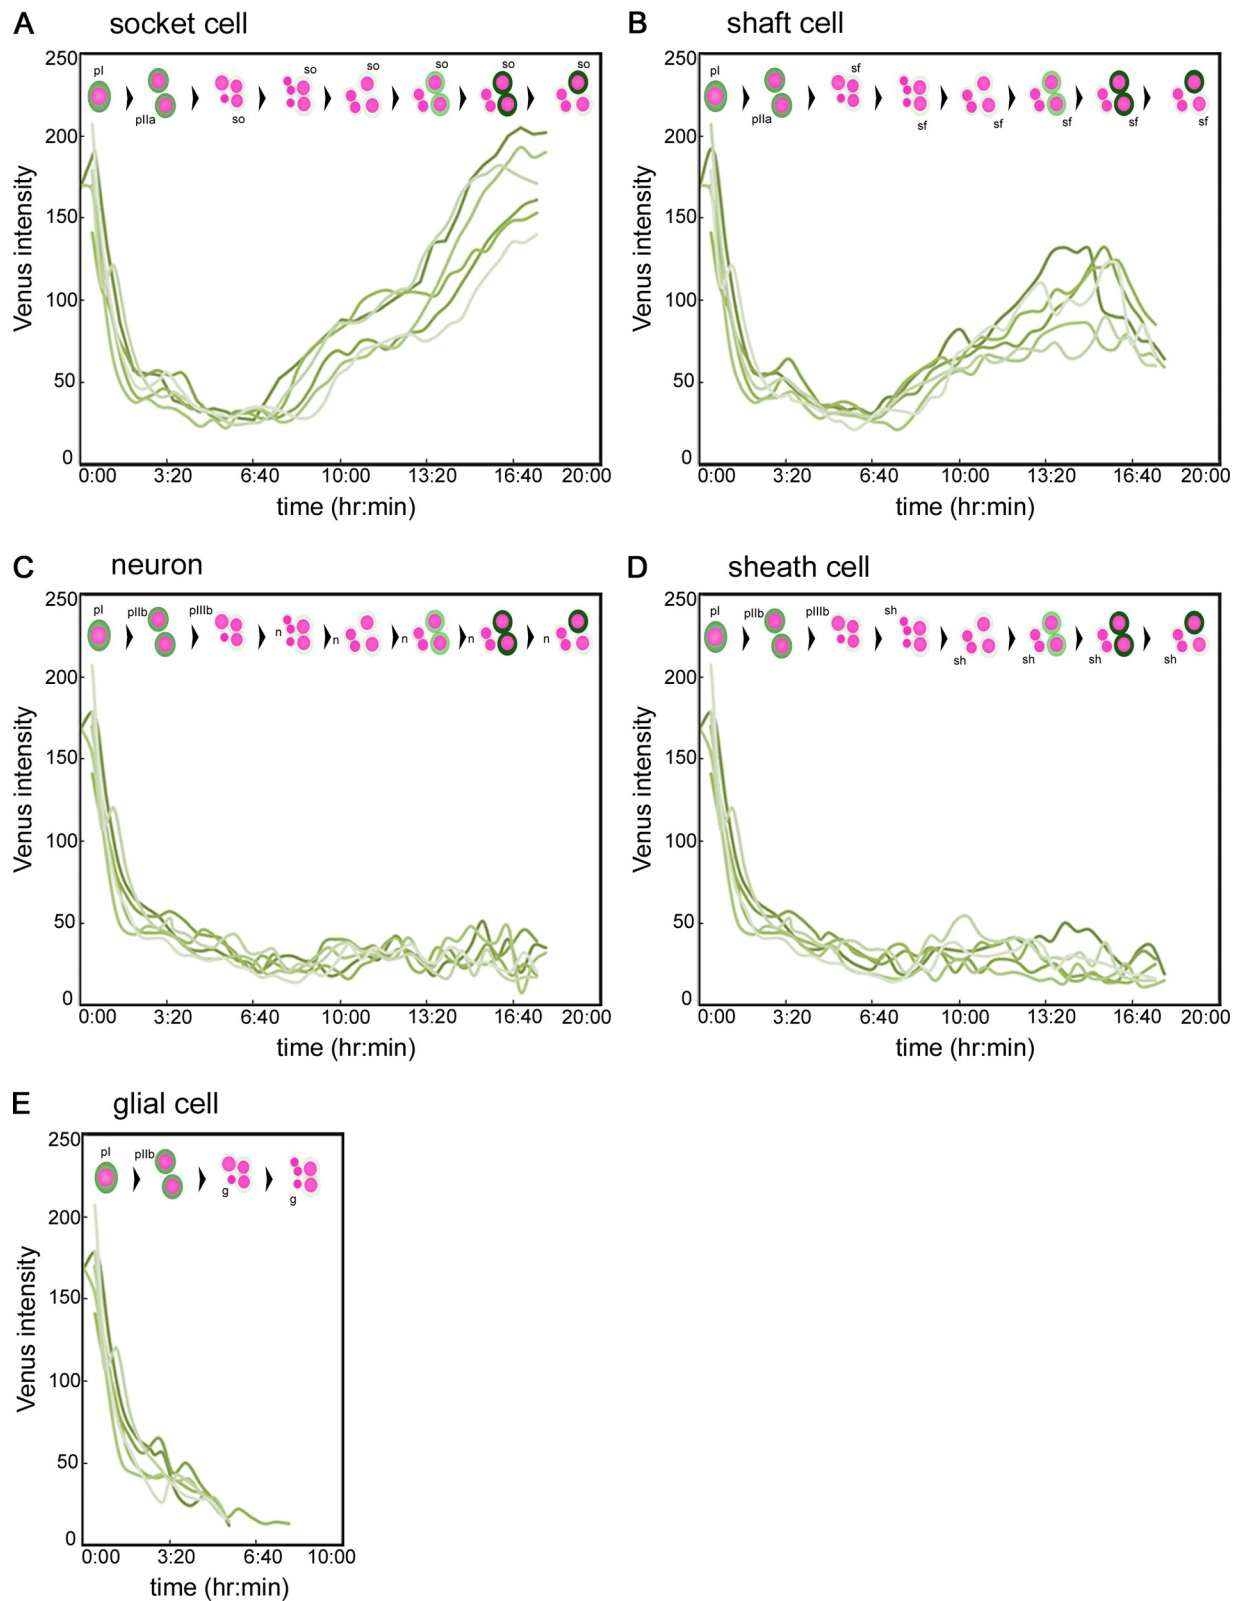 A socket cell
250
200
150
100
50
0
Venus intensity
pI
pIIa
so
so
so
so
so
so
0:00 3:20 6:40 10:00 13:20 16:40 20:00
time (hr:min)
B shaft cell
250
200
150
100
50
0
Venus intensity
pI
pIIa
sf
sf
sf
sf
sf
sf
0:00 3:20 6:40 10:00 13:20 16:40 20:00
time (hr:min)
C neuron
250
200
150
100
50
0
Venus intensity
pI
pIIb
pIIIb
n
n
n
n
n
0:00 3:20 6:40 10:00 13:20 16:40 20:00
time (hr:min)
D sheath cell
250
200
150
100
50
0
Venus intensity
pI
pIIb
pIIIb
sh
sh
sh
sh
sh
0:00 3:20 6:40 10:00 13:20 16:40 20:00
time (hr:min)
E glial cell
250
200
150
100
50
0
Venus intensity
pI
pIIb
g
g
0:00 3:20 6:40 10:00
time (hr:min)